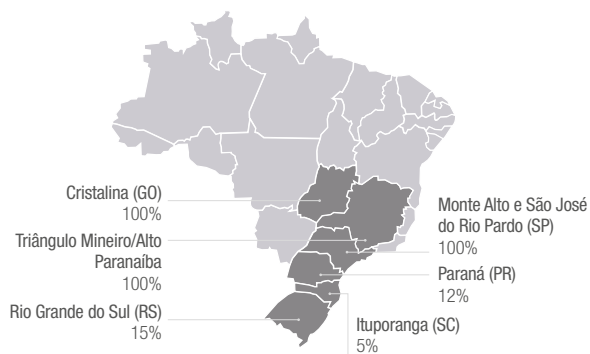 Cristalina (GO)
100%
Triângulo Mineiro/Alto
Paranaíba
100%
Rio Grande do Sul (RS)
15%
Monte Alto e São José
do Rio Pardo (SP)
100%
Paraná (PR)
12%
Ituporanga (SC)
5%